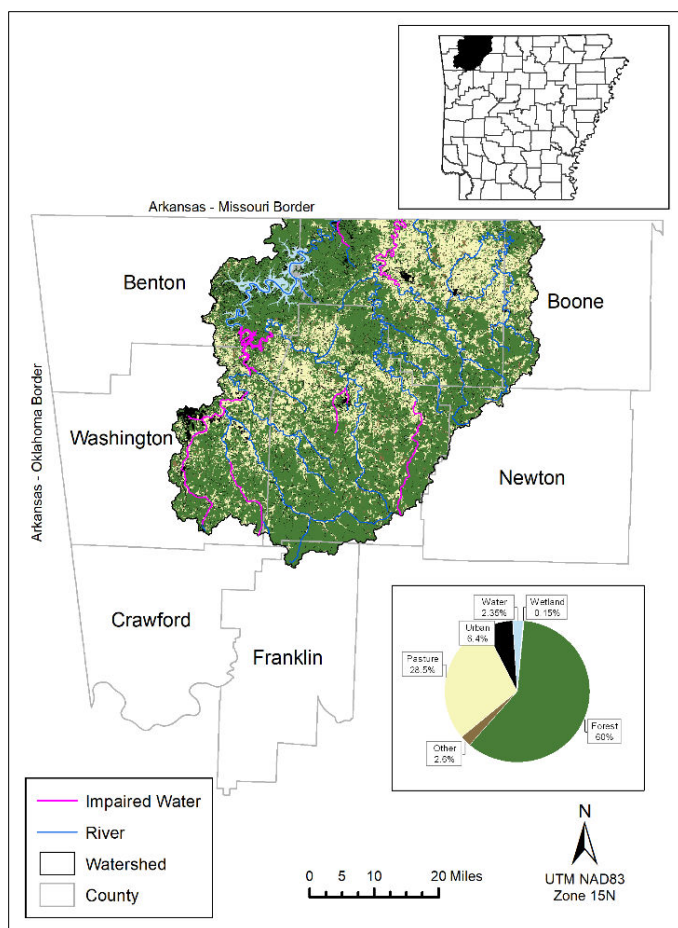 Arkansas - Missouri Border
Benton
Boone
Arkansas - Oklahoma Border
Washington
Newton
Crawford
Franklin
Water
2.35%
Wetland
0.15%
Urban
6.4%
Pasture
28.5%
Forest
60%
Other
2.6%
Impaired Water
River
Watershed
County
0 5 10 20 Miles
N
UTM NAD83
Zone 15N